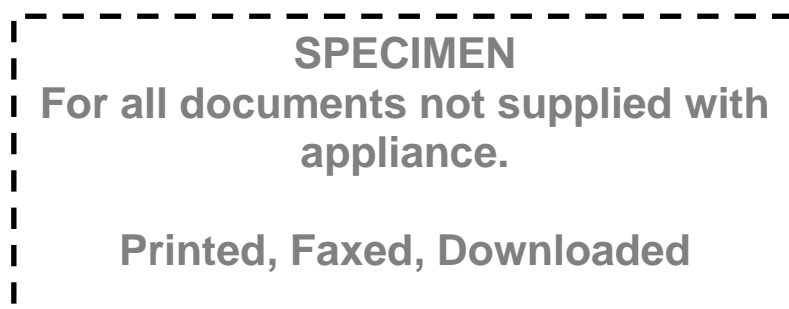 SPECIMEN
For all documents not supplied with
appliance.
Printed, Faxed, Downloaded